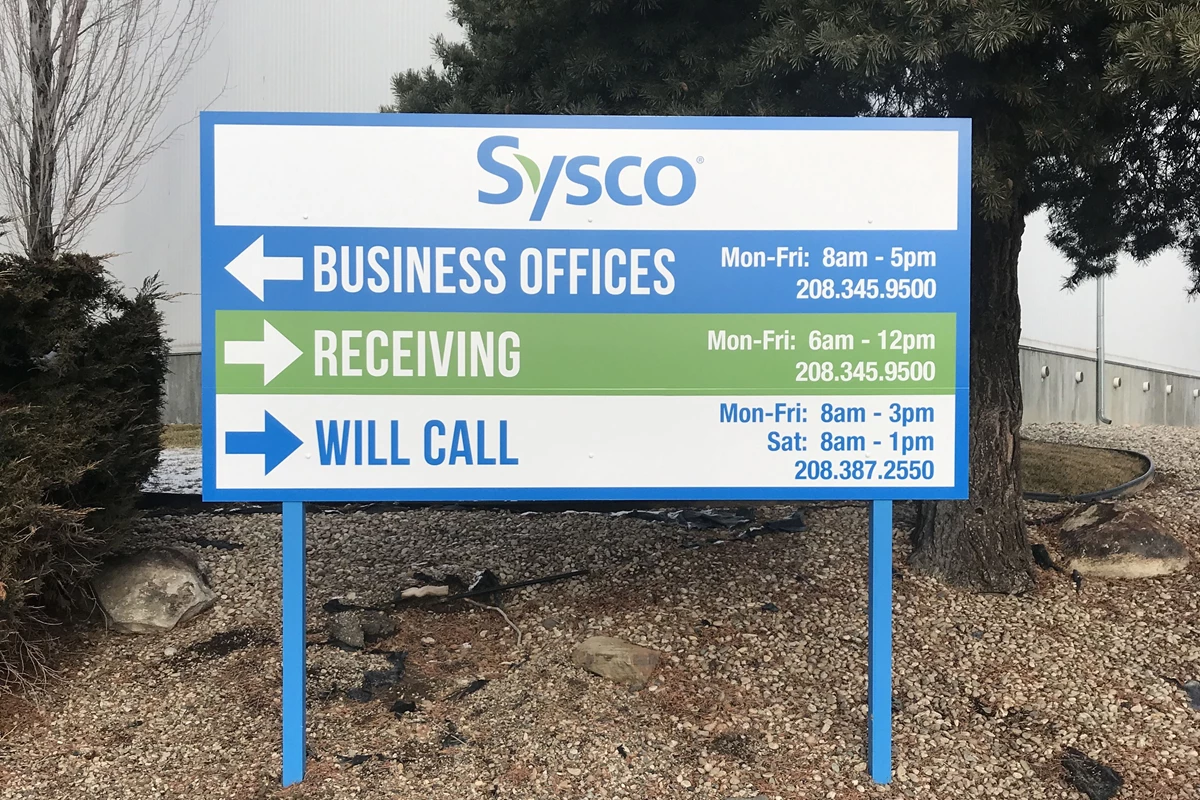 Sysco®
BUSINESS OFFICES
Mon-Fri: 8am - 5pm
208.345.9500
RECEIVING
Mon-Fri: 6am - 12pm
208.345.9500
WILL CALL
Mon-Fri: 8am - 3pm
Sat: 8am - 1pm
208.387.2550